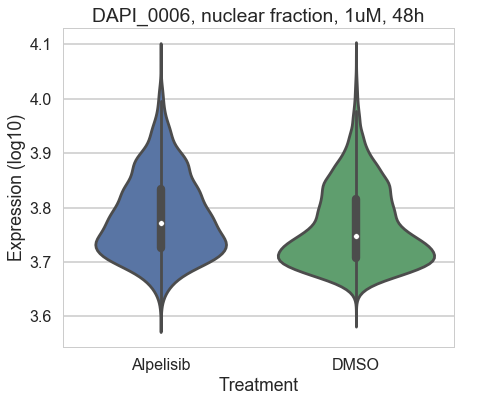 DAPI_0006, nuclear fraction, 1uM, 48h
Expression (log10)
4.1
4.0
3.9
3.8
3.7
3.6
Alpelisib DMSO
Treatment